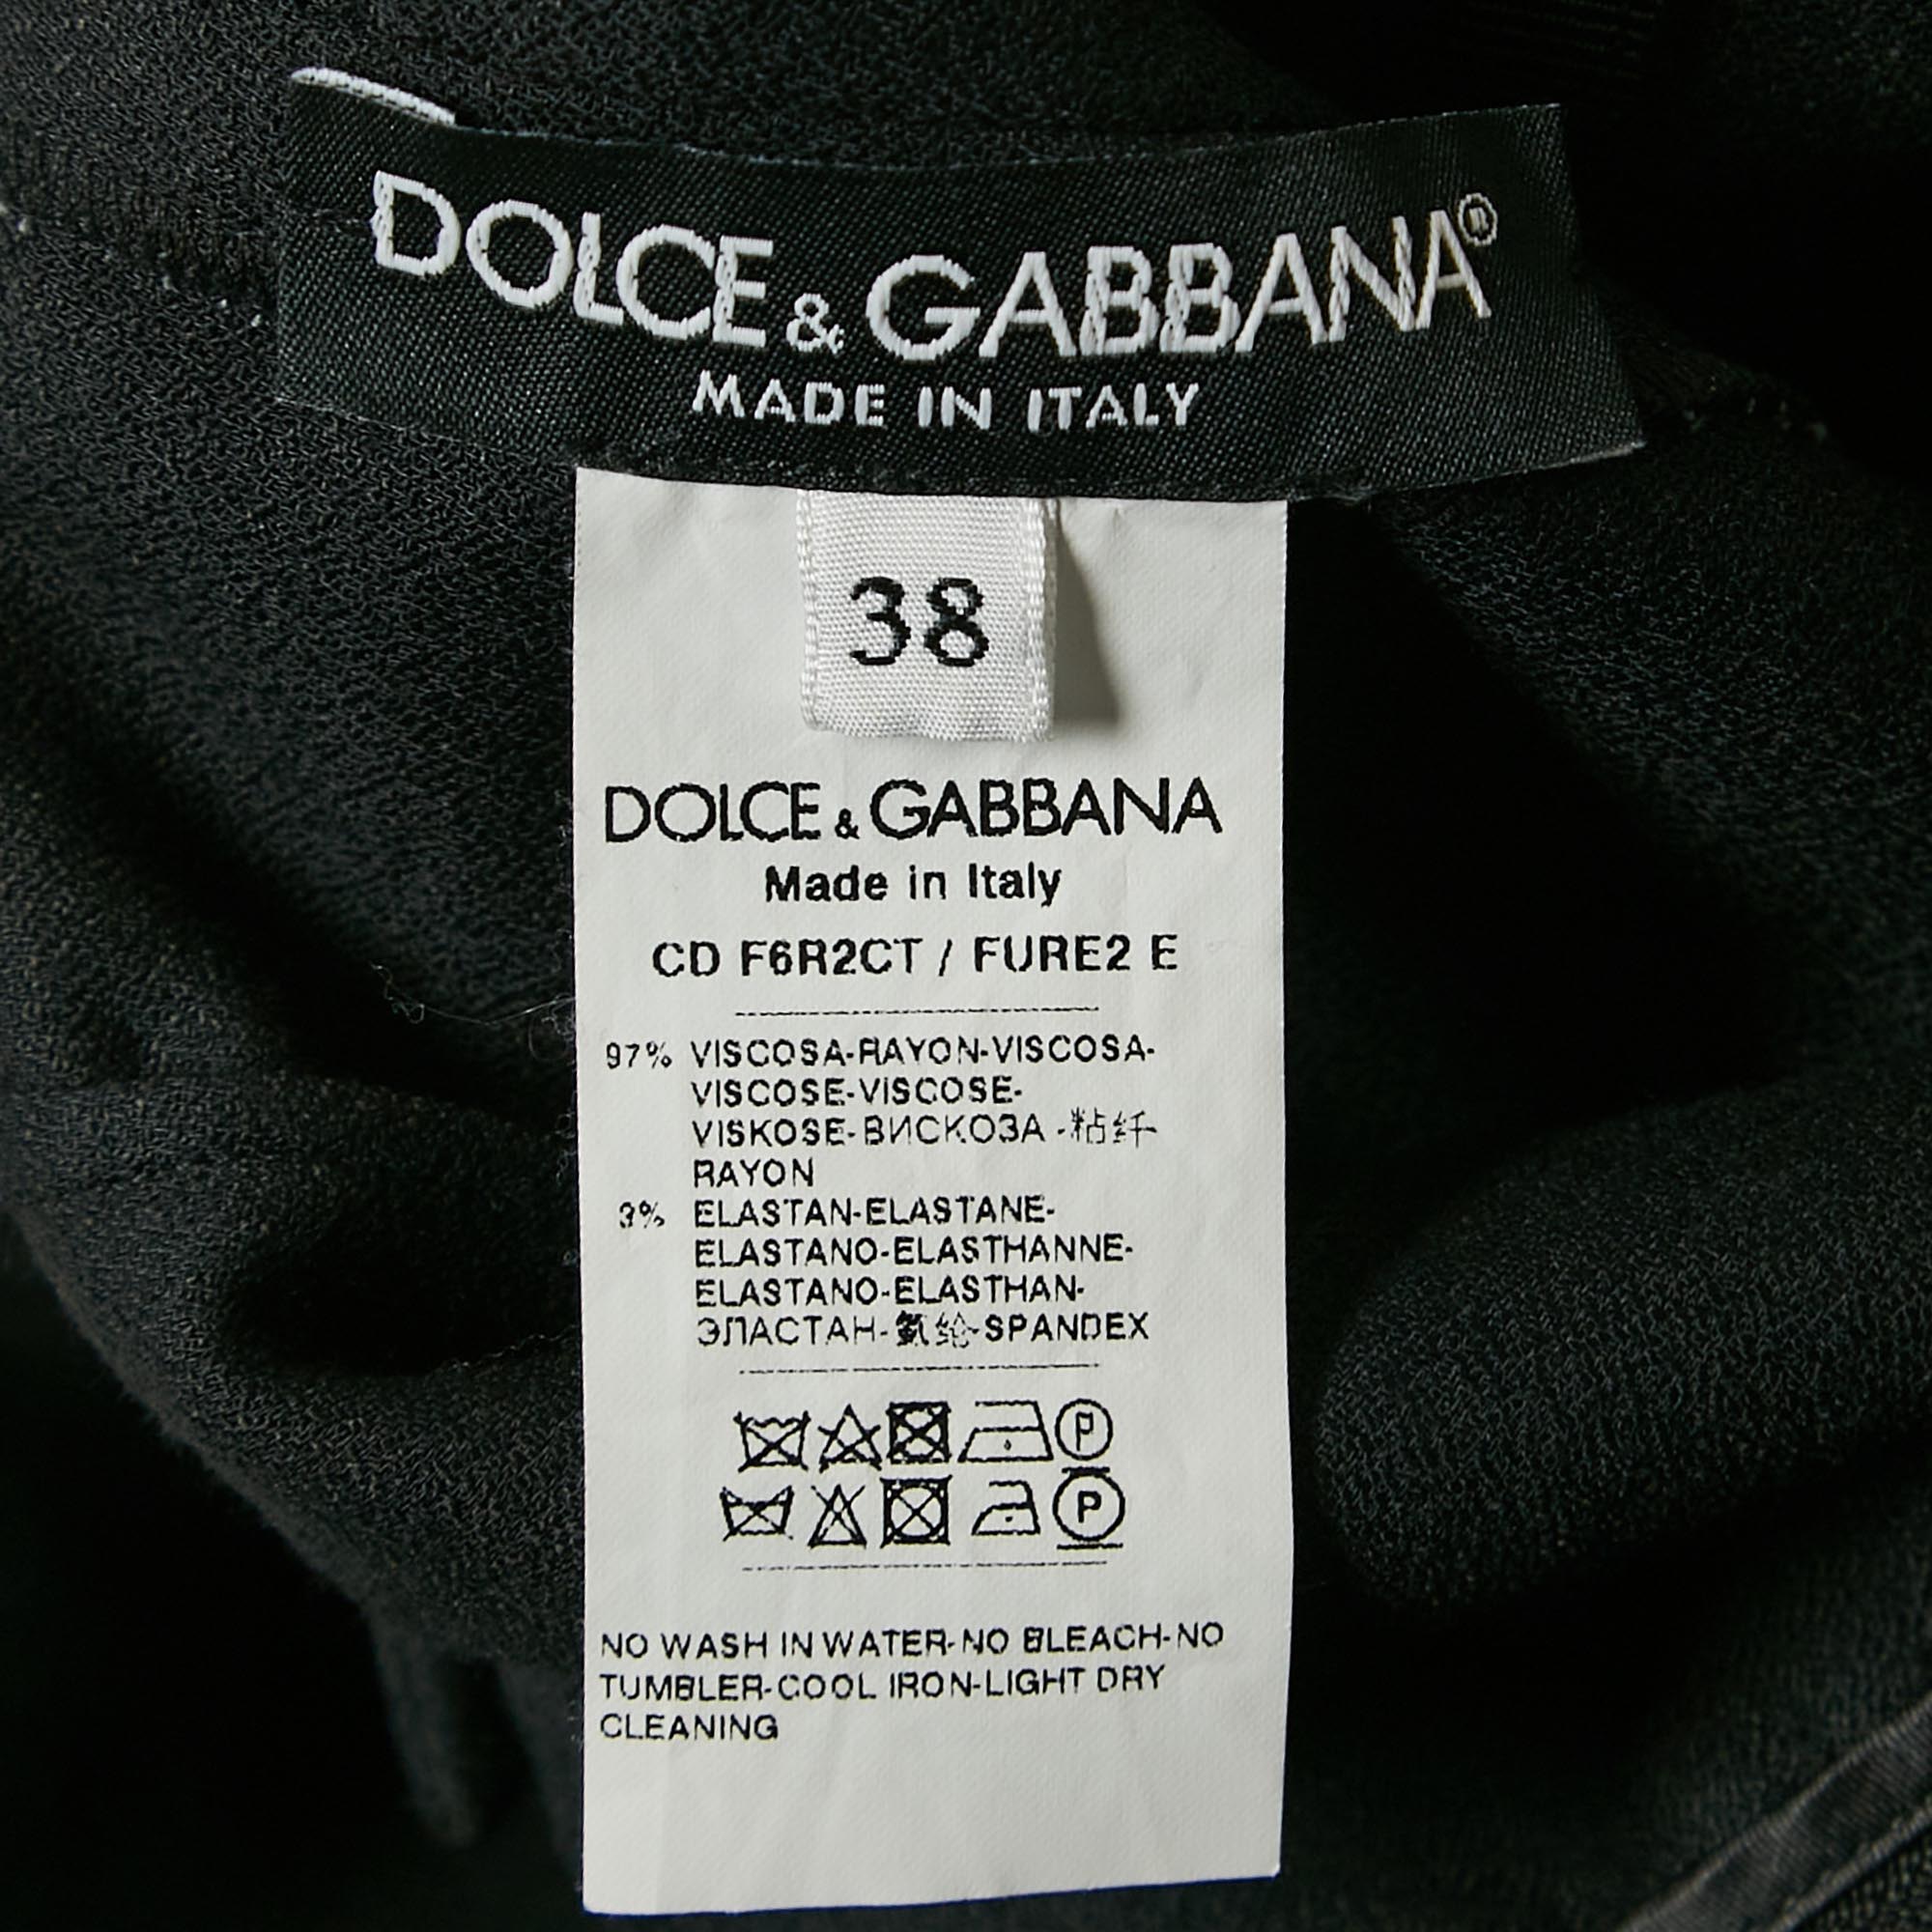 DOLCE & GABBANA®
MADE IN ITALY
38
DOLCE & GABBANA
Made in Italy
CD F6R2CT / FURE2 E
97% VISCOSA-RAYON-VISCOSA-
VISCOSE-VISCOSE-
VISKOSE-ВИСКОЗА-粘纤
RAYON
3% ELASTAN-ELASTANE-
ELASTANO-ELASTHANNE-
ELASTANO-ELASTHAN-
ЭЛАСТАН-氨纶-SPANDEX
P
P
NO WASH IN WATER-NO BLEACH-NO
TUMBLER-COOL IRON-LIGHT DRY
CLEANING